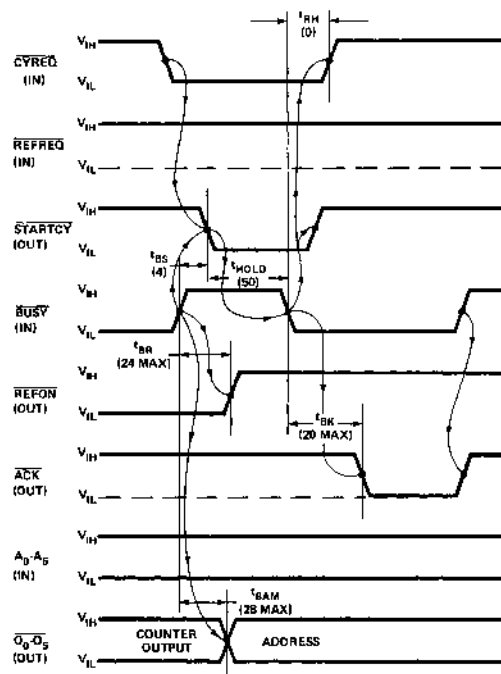 tRH
(0)
VIH
CYREQ
(IN)
VIL
VIH
REFREQ
(IN)
VIL
VIH
STARTCY
(OUT)
VIL
tBS
(4)
tHOLD
(50)
VIH
BUSY
(IN)
VIL
tBR
(24 MAX)
VIH
REFON
(OUT)
VIL
tBK
(20 MAX)
VIH
ACK
(OUT)
VIL
VIH
A0-A5
(IN)
VIL
tBAM
(28 MAX)
VIH
O0-O5
(OUT)
COUNTER
OUTPUT
ADDRESS
VIL